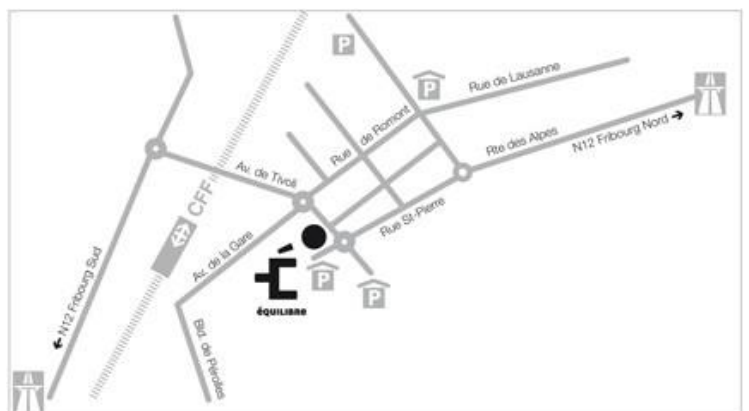 P
P
Rue de Lausanne
Rue de Romont
Rte des Alpes
N12 Fribourg Nord →
Av. de Tivoli
CFF
Rue St-Pierre
Av. de la Gare
P
P
ÉQUILIBRE
← N12 Fribourg Sud
Bld. de Pérolles